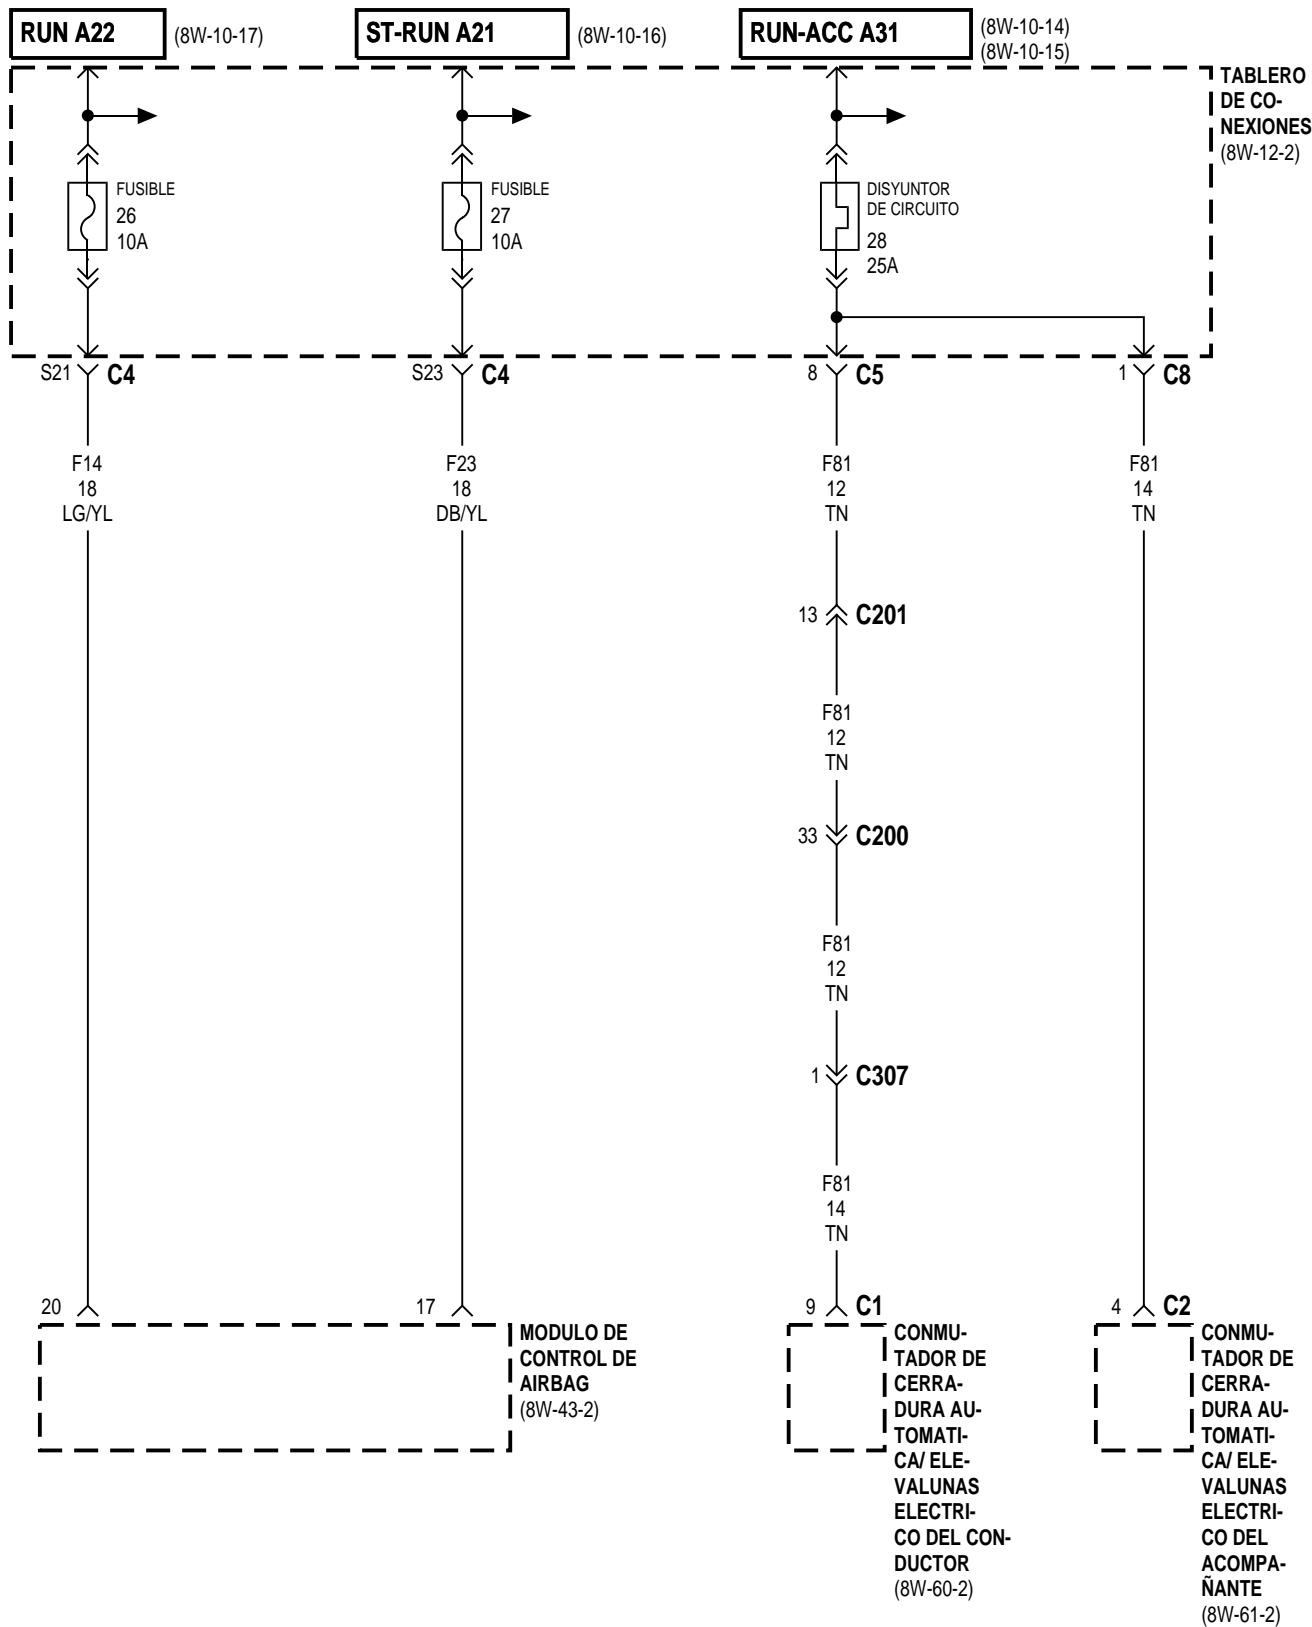 RUN A22
(8W-10-17)
ST-RUN A21
(8W-10-16)
RUN-ACC A31
(8W-10-14)
(8W-10-15)
TABLERO
DE CO-
NEXIONES
(8W-12-2)
FUSIBLE
26
10A
FUSIBLE
27
10A
DISYUNTOR
DE CIRCUITO
28
25A
S21
C4
S23
C4
8
C5
1
C8
F14
18
LG/YL
F23
18
DB/YL
F81
12
TN
F81
14
TN
13
C201
F81
12
TN
33
C200
F81
12
TN
1
C307
F81
14
TN
20
17
9
C1
4
C2
MODULO DE
CONTROL DE
AIRBAG
(8W-43-2)
CONMU-
TADOR DE
CERRA-
DURA AU-
TOMATI-
CA/ ELE-
VALUNAS
ELECTRI-
CO DEL CON-
DUCTOR
(8W-60-2)
CONMU-
TADOR DE
CERRA-
DURA AU-
TOMATI-
CA/ ELE-
VALUNAS
ELECTRI-
CO DEL
ACOMPA-
ÑANTE
(8W-61-2)